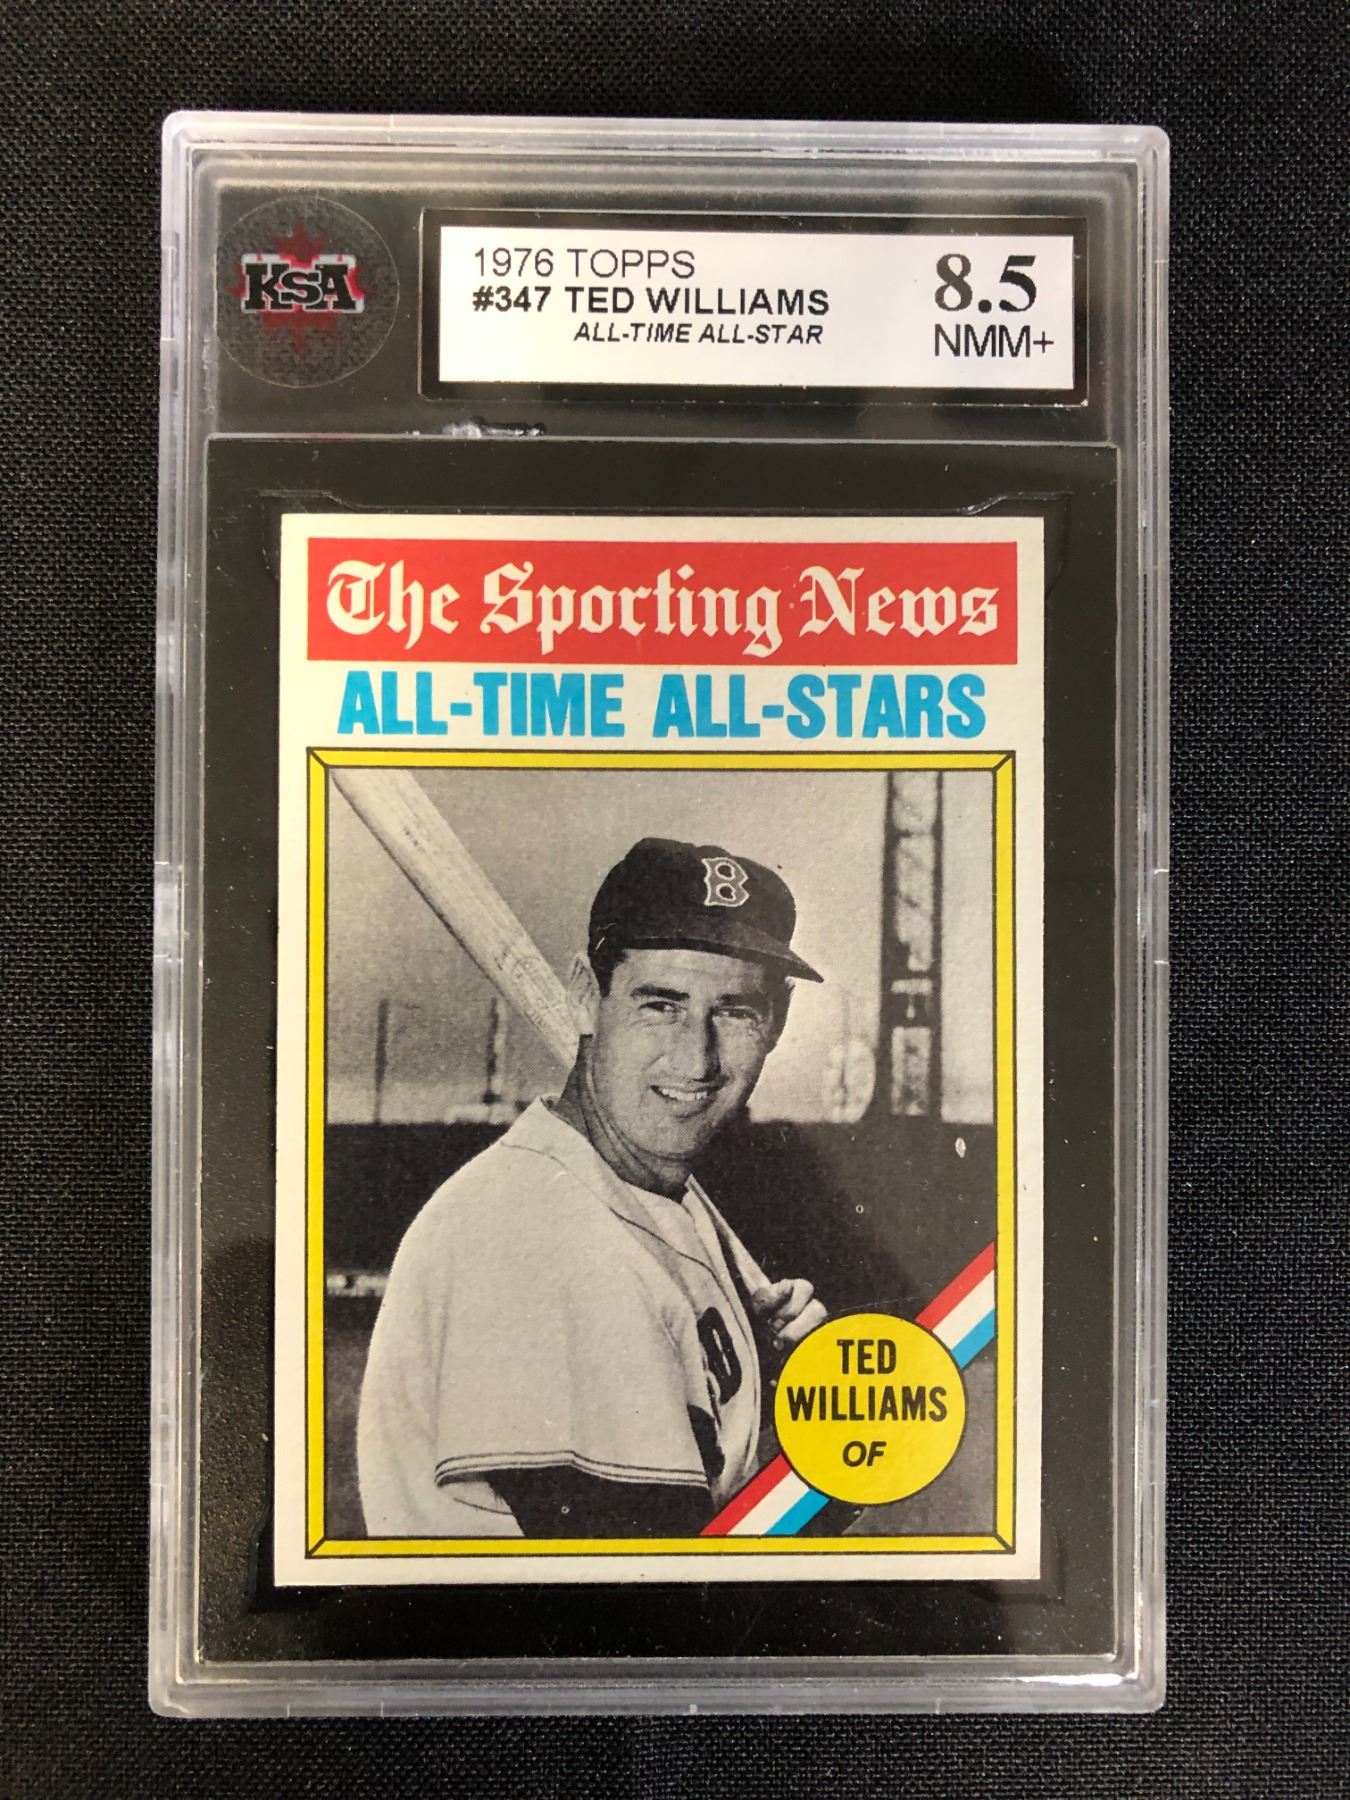 KSA
1976 TOPPS
#347 TED WILLIAMS
ALL-TIME ALL-STAR
8.5
NMM+
The Sporting News
ALL-TIME ALL-STARS
B
TED
WILLIAMS
OF